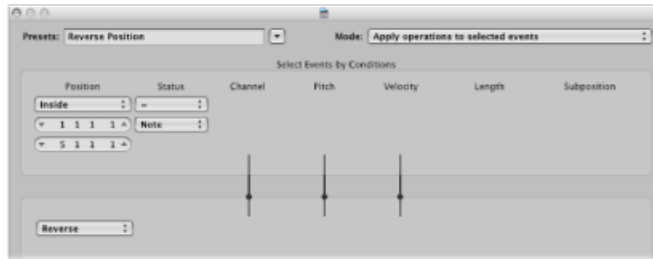 Presets: Reverse Position Mode: Apply operations to selected events
Select Events by Conditions
Position Status Channel Pitch Velocity Length Subposition
Inside =
1 1 1 1 Note
5 1 1 1
Reverse